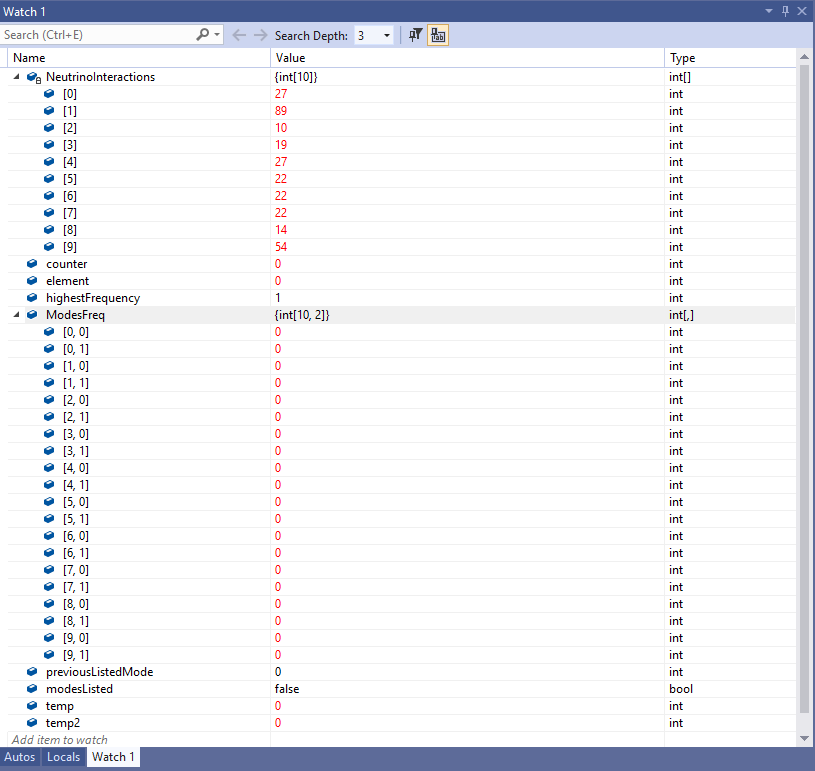 Watch 1
Search (Ctrl+E) Search Depth: 3
Name Value Type
NeutrinoInteractions {int[10]} int[]
[0] 27 int
[1] 89 int
[2] 10 int
[3] 19 int
[4] 27 int
[5] 22 int
[6] 22 int
[7] 22 int
[8] 14 int
[9] 54 int
counter 0 int
element 0 int
highestFrequency 1 int
ModesFreq {int[10, 2]} int[,]
[0, 0] 0 int
[0, 1] 0 int
[1, 0] 0 int
[1, 1] 0 int
[2, 0] 0 int
[2, 1] 0 int
[3, 0] 0 int
[3, 1] 0 int
[4, 0] 0 int
[4, 1] 0 int
[5, 0] 0 int
[5, 1] 0 int
[6, 0] 0 int
[6, 1] 0 int
[7, 0] 0 int
[7, 1] 0 int
[8, 0] 0 int
[8, 1] 0 int
[9, 0] 0 int
[9, 1] 0 int
previousListedMode 0 int
modesListed false bool
temp 0 int
temp2 0 int
Add item to watch
Autos Locals Watch 1